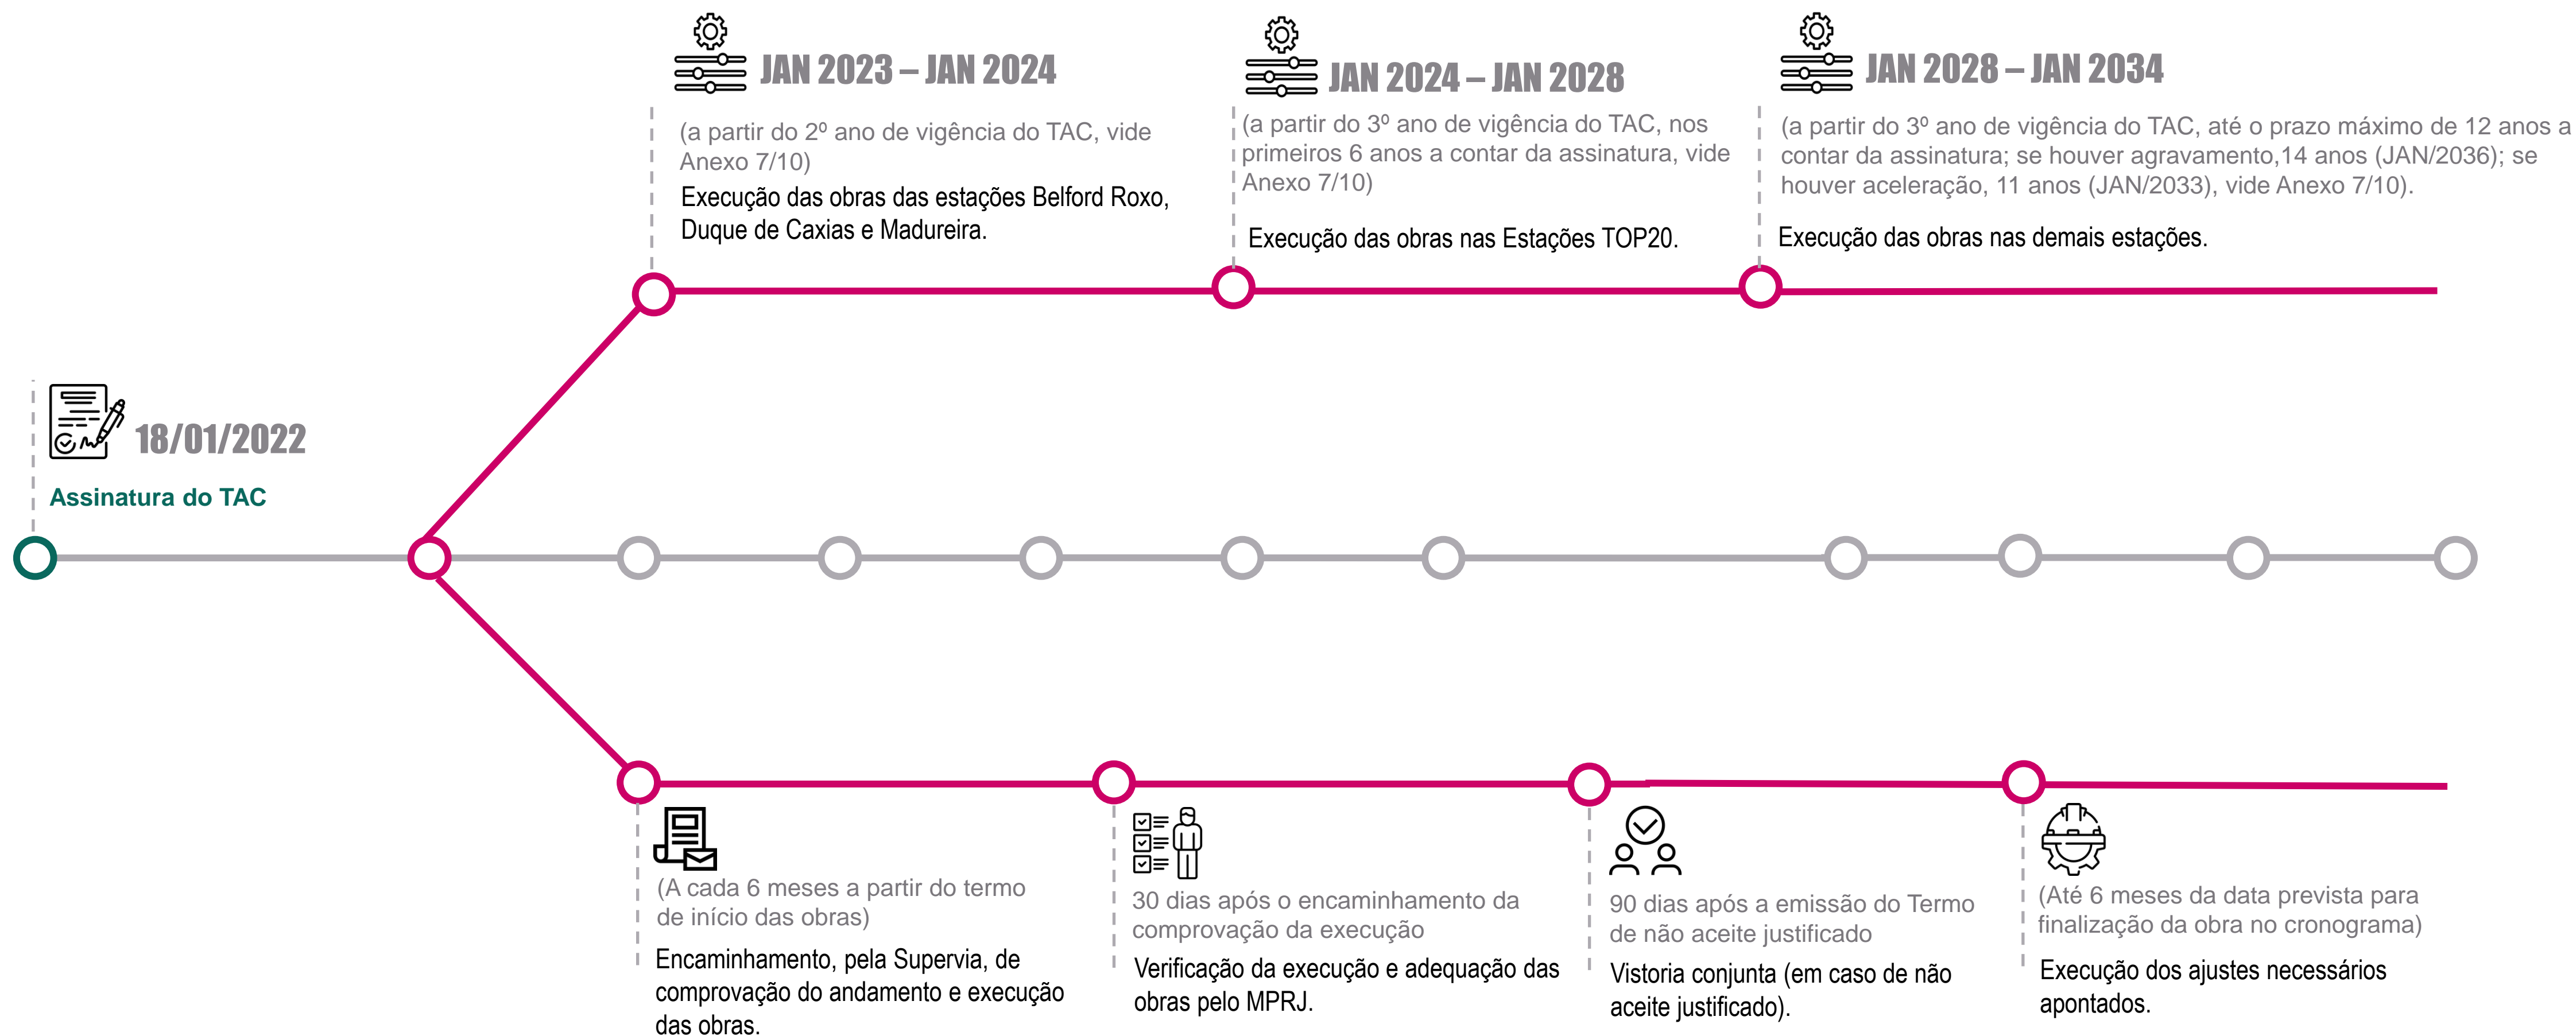 JAN 2023 – JAN 2024
(a partir do 2º ano de vigência do TAC, vide
Anexo 7/10)
Execução das obras das estações Belford Roxo,
Duque de Caxias e Madureira.
JAN 2024 – JAN 2028
(a partir do 3º ano de vigência do TAC, nos
primeiros 6 anos a contar da assinatura, vide
Anexo 7/10)
Execução das obras nas Estações TOP20.
JAN 2028 – JAN 2034
(a partir do 3º ano de vigência do TAC, até o prazo máximo de 12 anos a
contar da assinatura; se houver agravamento,14 anos (JAN/2036); se
houver aceleração, 11 anos (JAN/2033), vide Anexo 7/10).
Execução das obras nas demais estações.
18/01/2022
Assinatura do TAC
(A cada 6 meses a partir do termo
de início das obras)
Encaminhamento, pela Supervia, de
comprovação do andamento e execução
das obras.
30 dias após o encaminhamento da
comprovação da execução
Verificação da execução e adequação das
obras pelo MPRJ.
90 dias após a emissão do Termo
de não aceite justificado
Vistoria conjunta (em caso de não
aceite justificado).
(Até 6 meses da data prevista para
finalização da obra no cronograma)
Execução dos ajustes necessários
apontados.